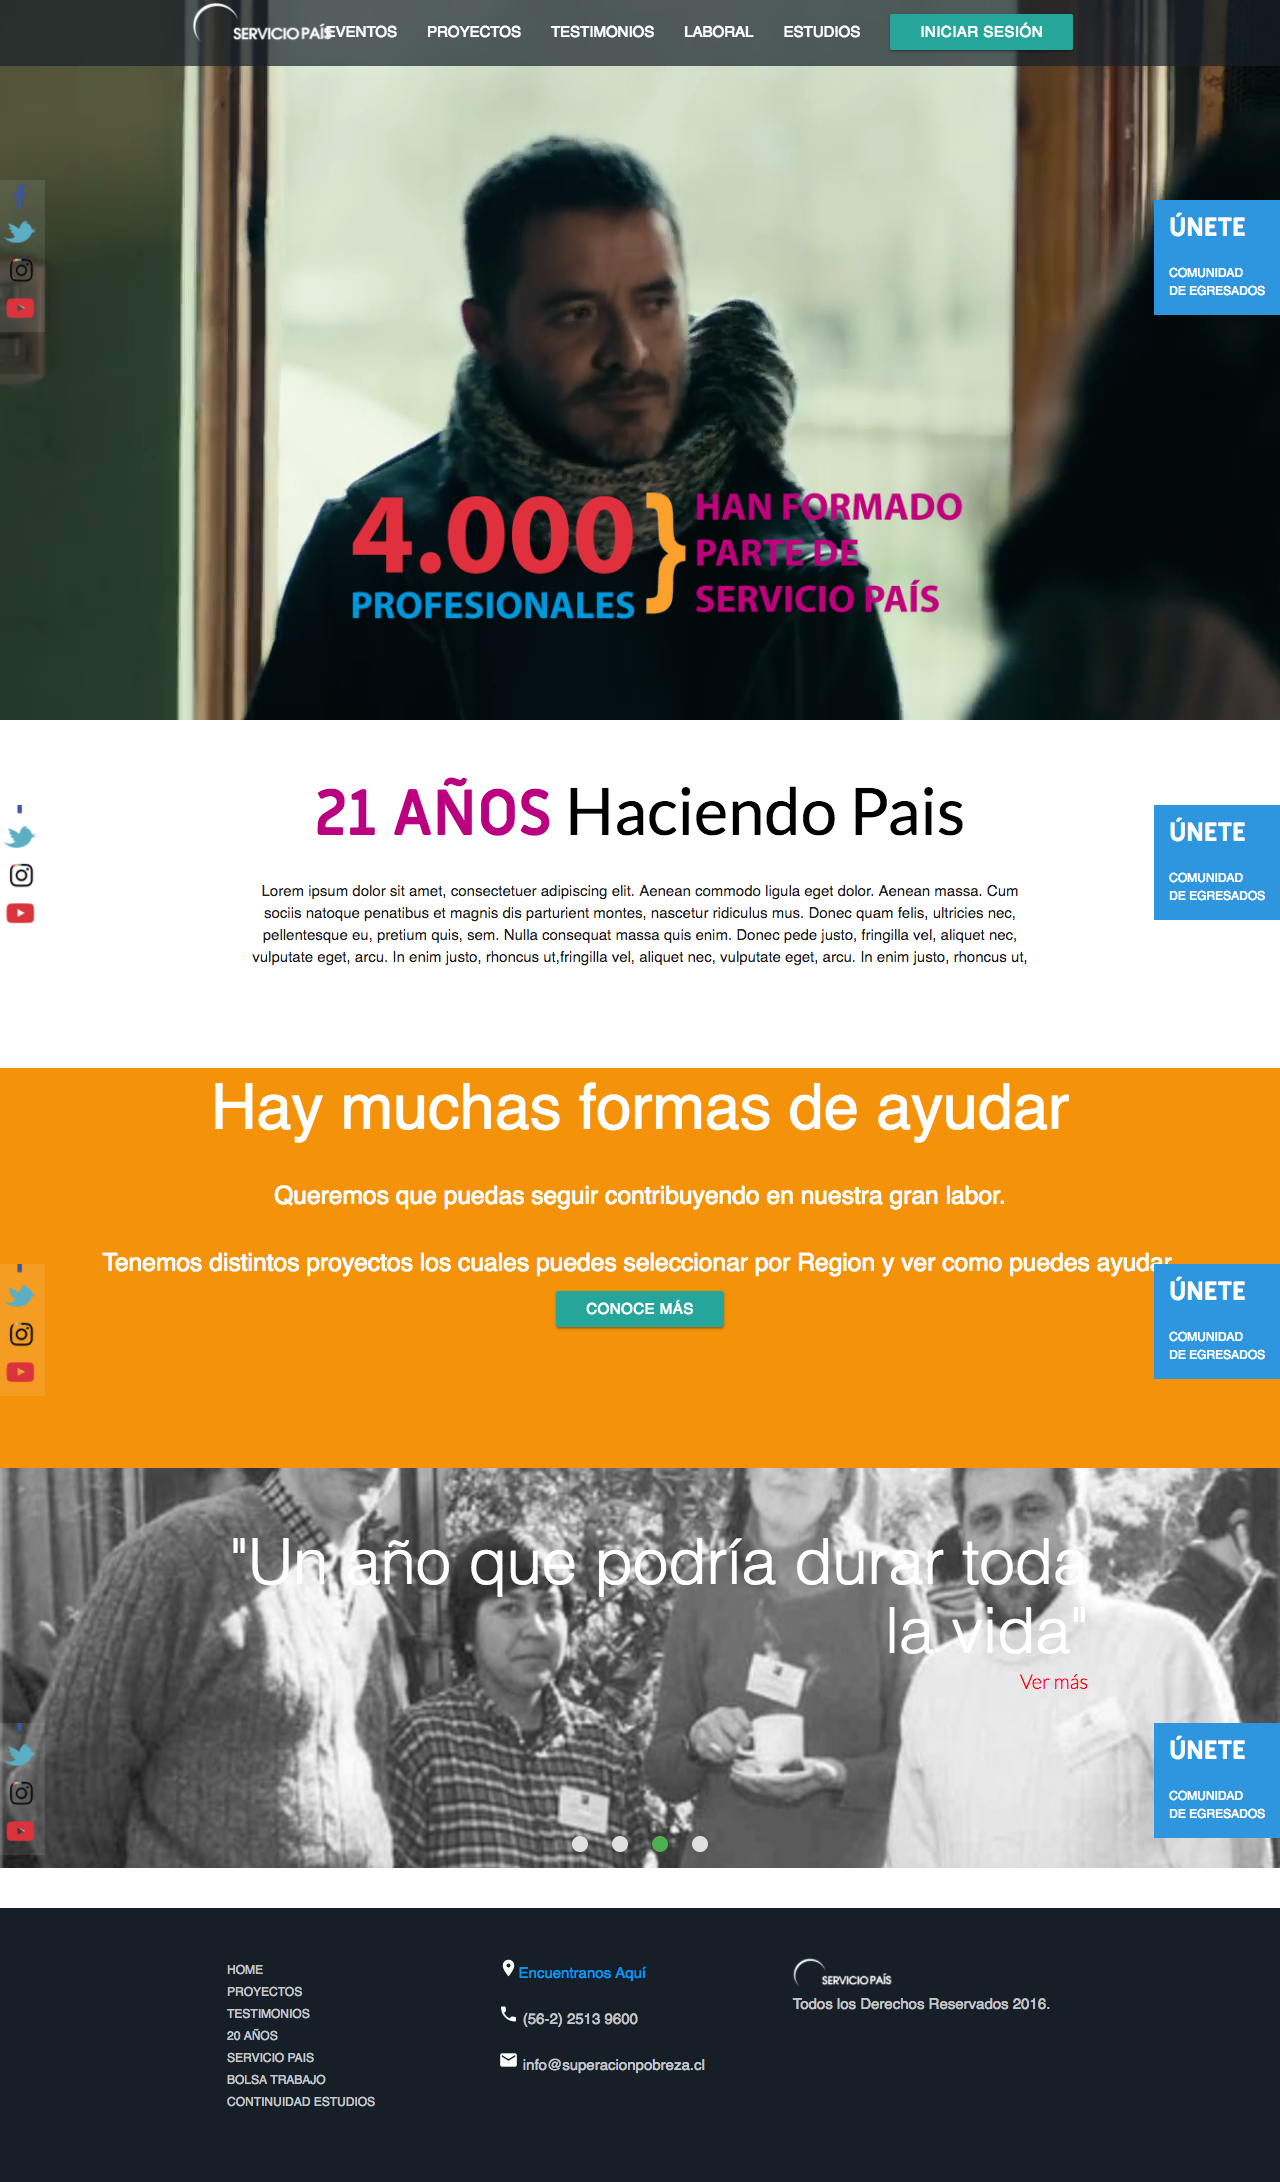 SERVICIO PAÍS
EVENTOS PROYECTOS TESTIMONIOS LABORAL ESTUDIOS INICIAR SESIÓN
ÚNETE
COMUNIDAD
DE EGRESADOS
4.000
PROFESIONALES
}
HAN FORMADO
PARTE DE
SERVICIO PAÍS
21 AÑOS Haciendo Pais
ÚNETE
COMUNIDAD
DE EGRESADOS
Lorem ipsum dolor sit amet, consectetuer adipiscing elit. Aenean commodo ligula eget dolor. Aenean massa. Cum
sociis natoque penatibus et magnis dis parturient montes, nascetur ridiculus mus. Donec quam felis, ultricies nec,
pellentesque eu, pretium quis, sem. Nulla consequat massa quis enim. Donec pede justo, fringilla vel, aliquet nec,
vulputate eget, arcu. In enim justo, rhoncus ut,fringilla vel, aliquet nec, vulputate eget, arcu. In enim justo, rhoncus ut,
Hay muchas formas de ayudar
Queremos que puedas seguir contribuyendo en nuestra gran labor.
Tenemos distintos proyectos los cuales puedes seleccionar por Region y ver como puedes ayudar
CONOCE MÁS
ÚNETE
COMUNIDAD
DE EGRESADOS
"Un año que podría durar toda
la vida"
Ver más
ÚNETE
COMUNIDAD
DE EGRESADOS
HOME
PROYECTOS
TESTIMONIOS
20 AÑOS
SERVICIO PAIS
BOLSA TRABAJO
CONTINUIDAD ESTUDIOS
Encuentranos Aquí
(56-2) 2513 9600
info@superacionpobreza.cl
SERVICIO PAÍS
Todos los Derechos Reservados 2016.